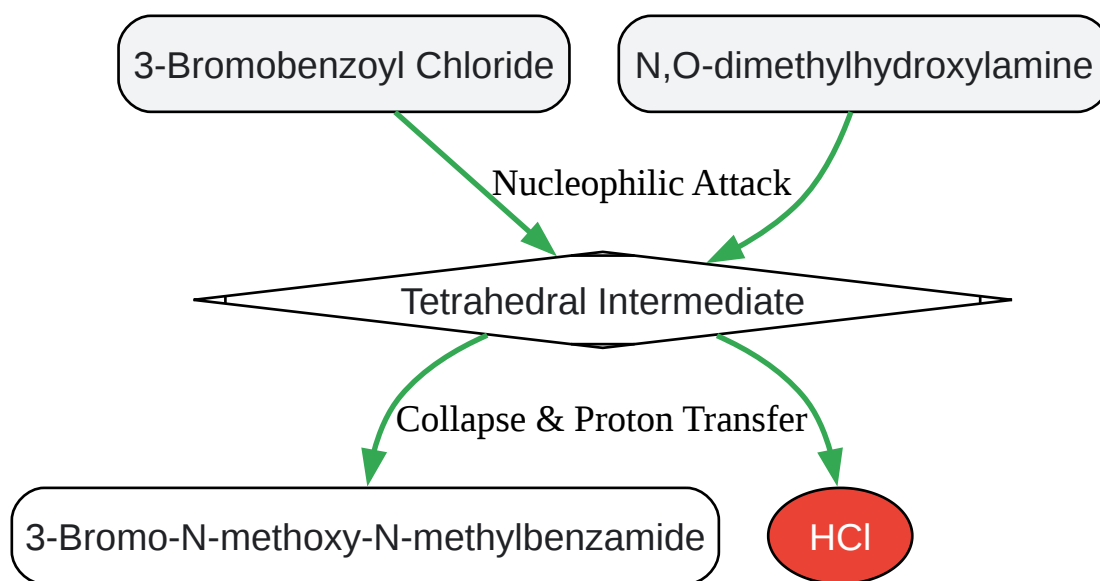 3-Bromobenzoyl Chloride
N,O-dimethylhydroxylamine
Nucleophilic Attack
Tetrahedral Intermediate
Collapse & Proton Transfer
3-Bromo-N-methoxy-N-methylbenzamide
HCl